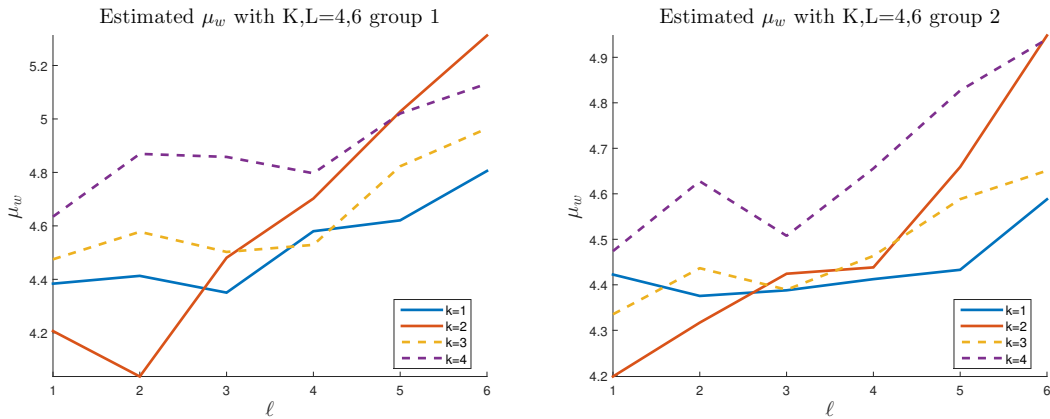 Estimated μ_w with K,L=4,6 group 1
5.2
5
4.8
4.6
4.4
4.2
μ_w
1 2 3 4 5 6
ℓ
k=1
k=2
k=3
k=4
Estimated μ_w with K,L=4,6 group 2
4.9
4.8
4.7
4.6
4.5
4.4
4.3
4.2
μ_w
1 2 3 4 5 6
ℓ
k=1
k=2
k=3
k=4